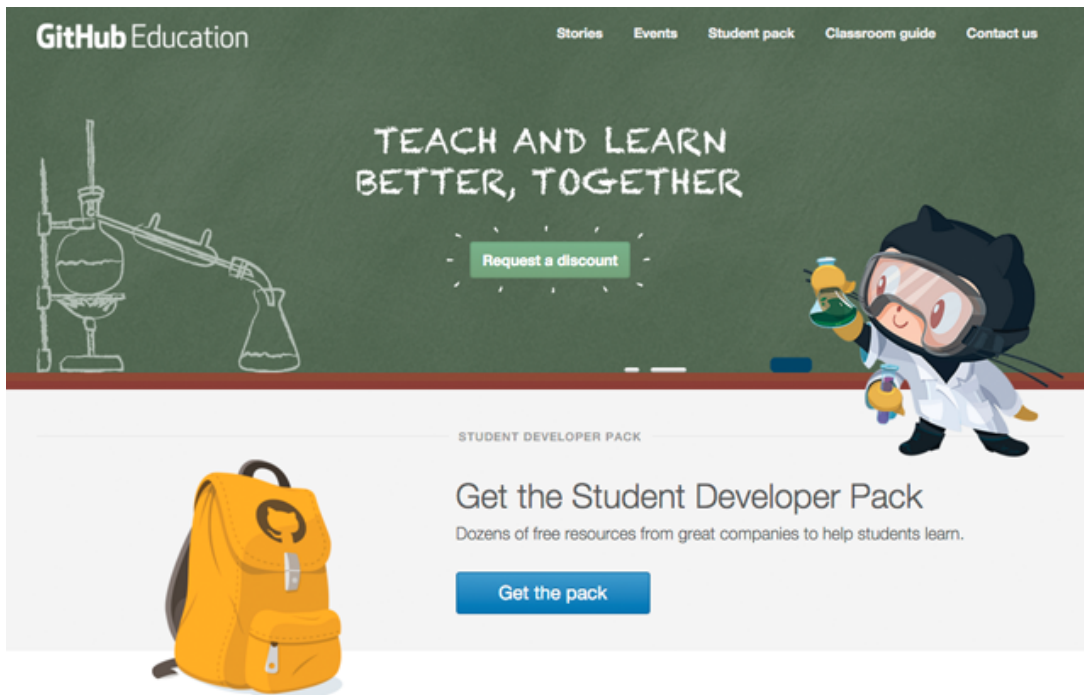 GitHub Education
Stories Events Student pack Classroom guide Contact us
TEACH AND LEARN
BETTER, TOGETHER
Request a discount
STUDENT DEVELOPER PACK
Get the Student Developer Pack
Dozens of free resources from great companies to help students learn.
Get the pack